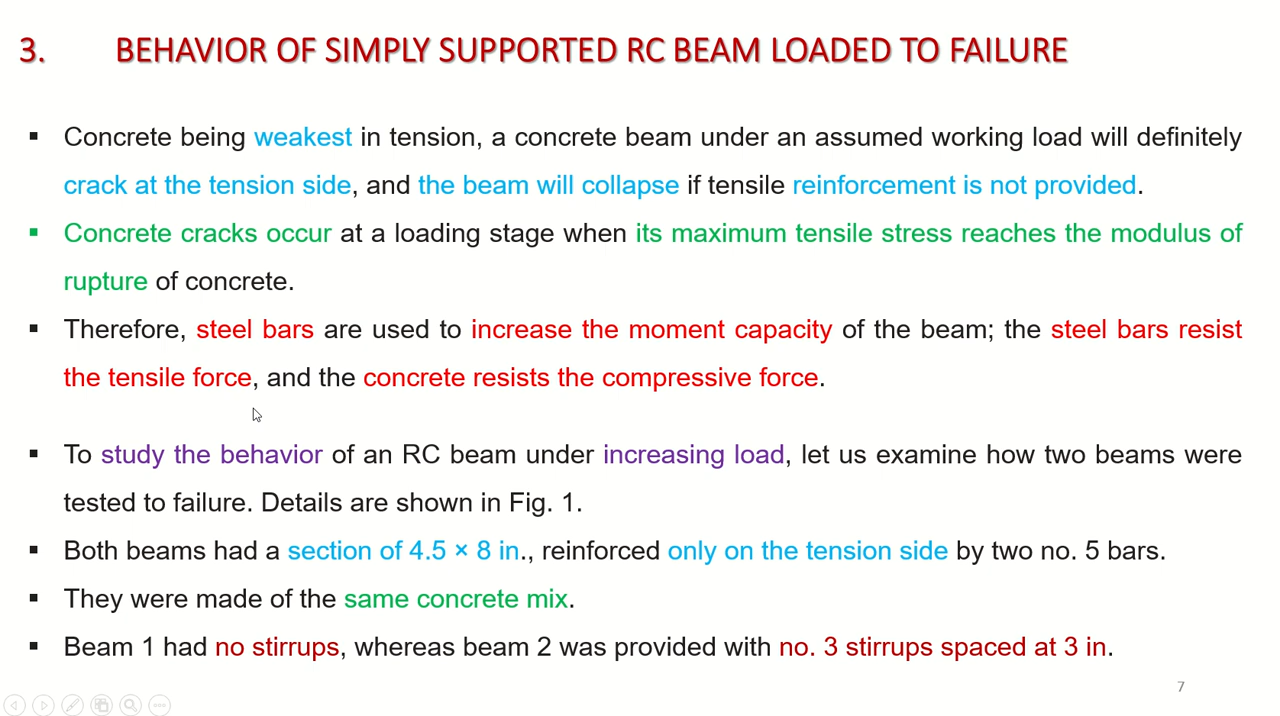 3. BEHAVIOR OF SIMPLY SUPPORTED RC BEAM LOADED TO FAILURE
▪ Concrete being weakest in tension, a concrete beam under an assumed working load will definitely
crack at the tension side, and the beam will collapse if tensile reinforcement is not provided.
▪ Concrete cracks occur at a loading stage when its maximum tensile stress reaches the modulus of
rupture of concrete.
▪ Therefore, steel bars are used to increase the moment capacity of the beam; the steel bars resist
the tensile force, and the concrete resists the compressive force.
▪ To study the behavior of an RC beam under increasing load, let us examine how two beams were
tested to failure. Details are shown in Fig. 1.
▪ Both beams had a section of 4.5 × 8 in., reinforced only on the tension side by two no. 5 bars.
▪ They were made of the same concrete mix.
▪ Beam 1 had no stirrups, whereas beam 2 was provided with no. 3 stirrups spaced at 3 in.
7